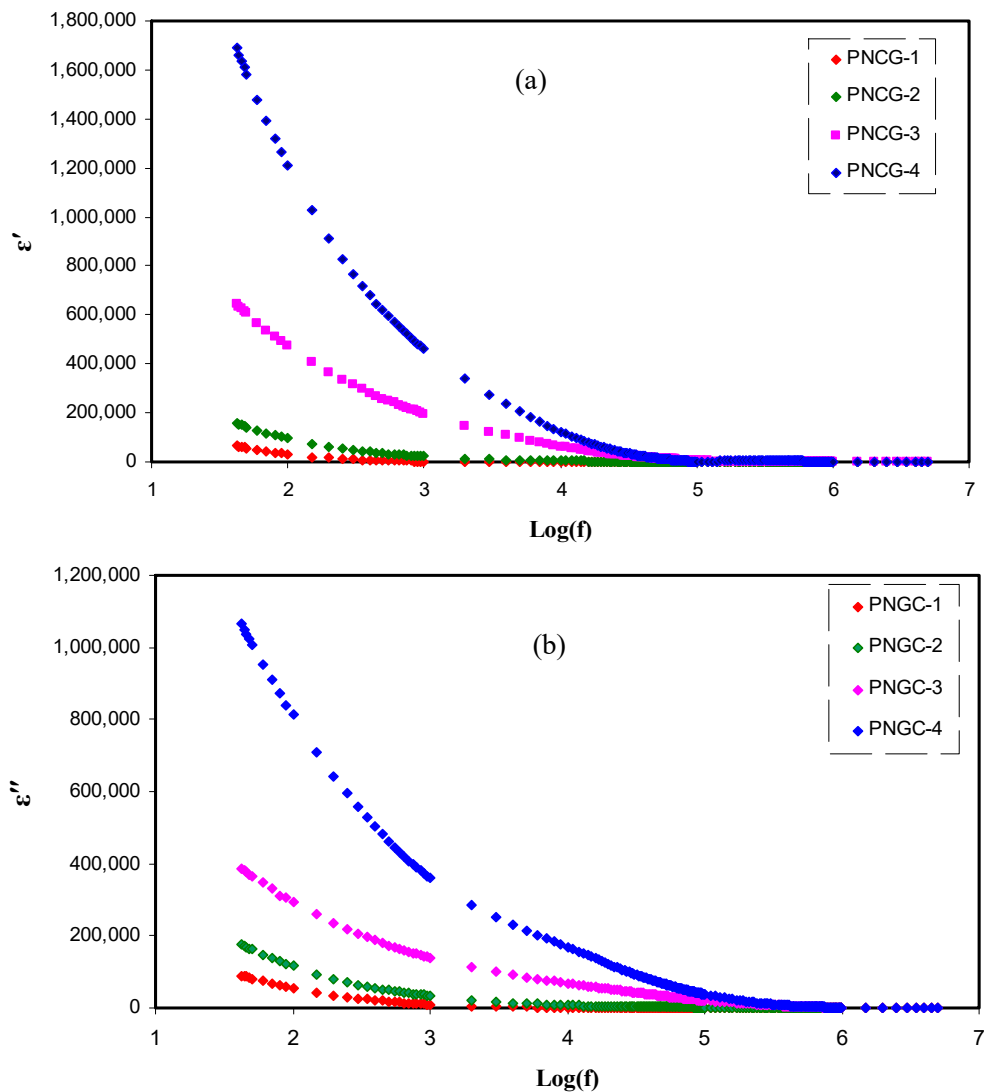 1,800,000
1,600,000
1,400,000
1,200,000
1,000,000
800,000
600,000
400,000
200,000
0
ε′
(a)
PNCG-1
PNCG-2
PNCG-3
PNCG-4
1 2 3 4 5 6 7
Log(f)
1,200,000
1,000,000
800,000
600,000
400,000
200,000
0
ε″
(b)
PNGC-1
PNGC-2
PNGC-3
PNGC-4
1 2 3 4 5 6 7
Log(f)